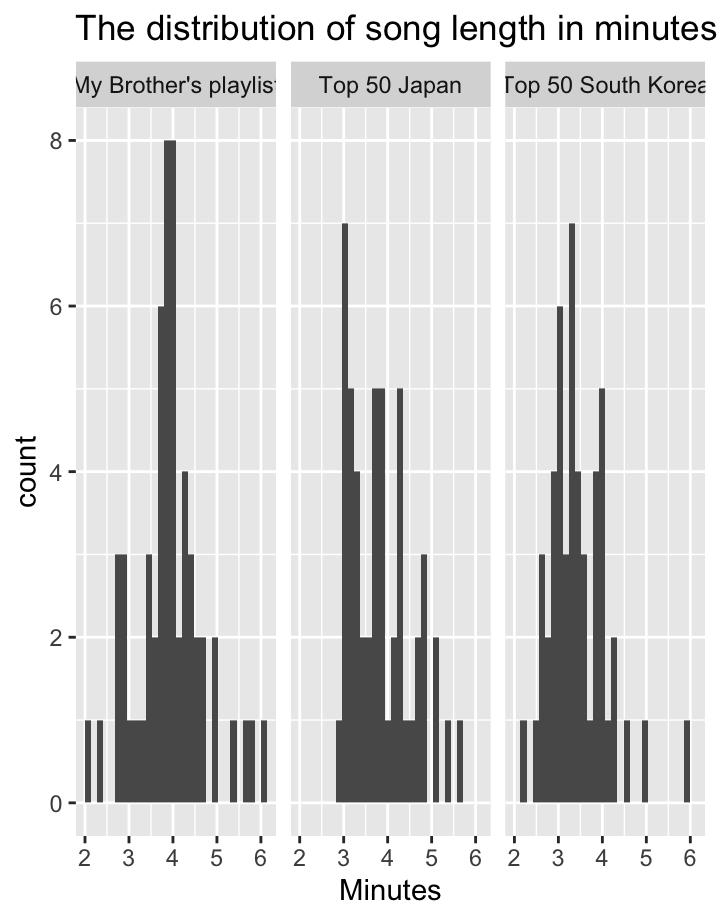 The distribution of song length in minutes
My Brother's playlist
Top 50 Japan
Top 50 South Korea
8
6
4
2
0
count
2 3 4 5 6
2 3 4 5 6
2 3 4 5 6
Minutes